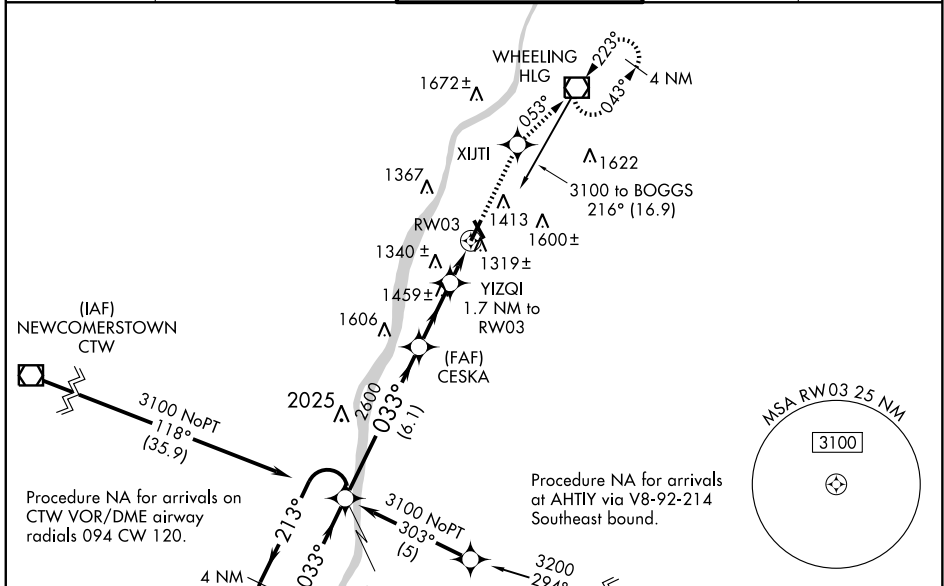 WHEELING
HLG
223°
043°
4 NM
1672±
053°
XIJTI
1622
1367
3100 to BOGGS
216° (16.9)
RW03
1413
1600±
1340 ±
1319±
1459±
YIZQI
1.7 NM to
RW03
(IAF)
NEWCOMERSTOWN
CTW
1606
(FAF)
CESKA
2025
2600
033°
(6.1)
3100 NoPT
118°
(35.9)
MSA RW03 25 NM
3100
Procedure NA for arrivals on
CTW VOR/DME airway
radials 094 CW 120.
Procedure NA for arrivals
at AHTIY via V8-92-214
Southeast bound.
213°
033°
4 NM
3100 NoPT
303°
(5)
3200
294°